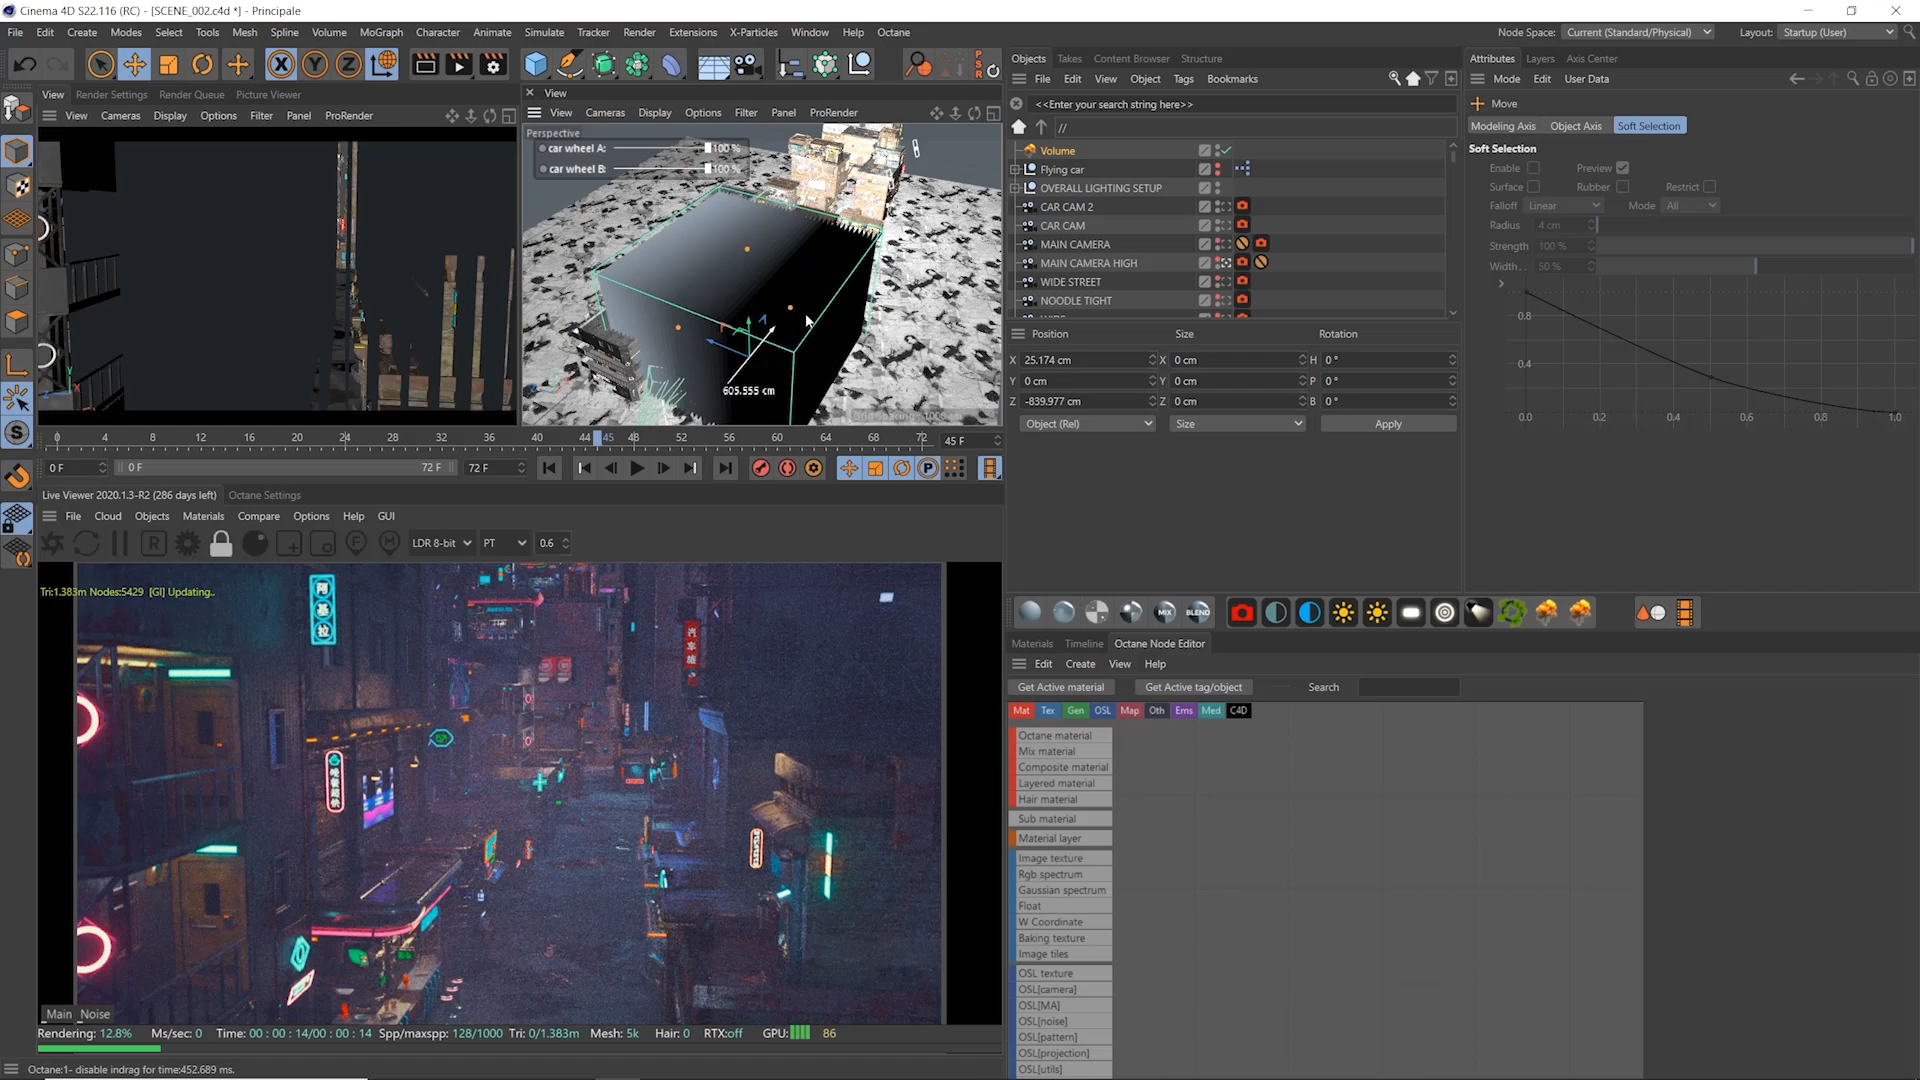 Cinema 4D S22.116 (RC) - [SCENE_002.c4d *] - Principale
File Edit Create Modes Select Tools Mesh Spline Volume MoGraph Character Animate Simulate Tracker Render Extensions X-Particles Window Help Octane
Node Space: Current (Standard/Physical) Layout: Startup (User)
View Render Settings Render Queue Picture Viewer
View Cameras Display Options Filter Panel ProRender
View
View Cameras Display Options Filter Panel ProRender
Perspective
car wheel A: 100 %
car wheel B: 100 %
605.555 cm
0 4 8 12 16 20 24 28 32 36 40 44 45 48 52 56 60 64 68 72 45 F
0 F 0 F 72 F 72 F
Live Viewer 2020.1.3-R2 (286 days left) Octane Settings
File Cloud Objects Materials Compare Options Help GUI
LDR 8-bit PT 0.6
Tri:1.383m Nodes:5429 [GI] Updating..
阿
基
拉
Main Noise
Rendering: 12.8% Ms/sec: 0 Time: 00 : 00 : 14/00 : 00 : 14 Spp/maxspp: 128/1000 Tri: 0/1.383m Mesh: 5k Hair: 0 RTX:off GPU: 86
Octane:1- disable indrag for time:452.689 ms.
Objects Takes Content Browser Structure
File Edit View Object Tags Bookmarks
<<Enter your search string here>>
//
Volume
Flying car
OVERALL LIGHTING SETUP
CAR CAM 2
CAR CAM
MAIN CAMERA
MAIN CAMERA HIGH
WIDE STREET
NOODLE TIGHT
Position Size Rotation
X 25.174 cm X 0 cm H 0 °
Y 0 cm Y 0 cm P 0 °
Z -839.977 cm Z 0 cm B 0 °
Object (Rel) Size Apply
Attributes Layers Axis Center
Mode Edit User Data
Move
Modeling Axis Object Axis Soft Selection
Soft Selection
Enable Preview
Surface Rubber Restrict
Falloff Linear Mode All
Radius 4 cm
Strength 100 %
Width . . 50 %
0.8
0.4
0.0 0.2 0.4 0.6 0.8 1.0
MIX BLEND
Materials Timeline Octane Node Editor
Edit Create View Help
Get Active material Get Active tag/object Search
Mat Tex Gen OSL Map Oth Ems Med C4D
Octane material
Mix material
Composite material
Layered material
Hair material
Sub material
Material layer
Image texture
Rgb spectrum
Gaussian spectrum
Float
W Coordinate
Baking texture
Image tiles
OSL texture
OSL[camera]
OSL[MA]
OSL[noise]
OSL[pattern]
OSL[projection]
OSL[utils]